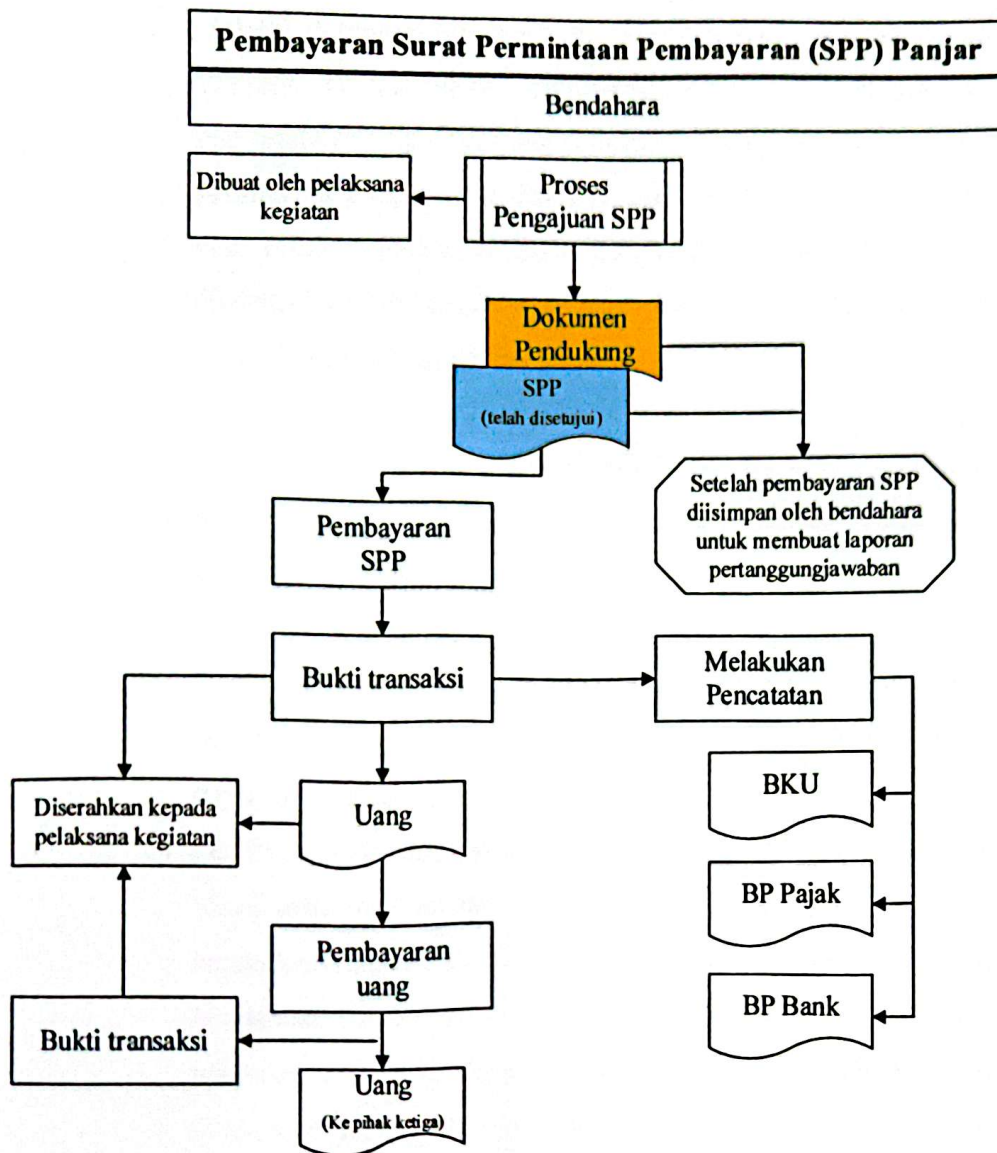 Pembayaran Surat Permintaan Pembayaran (SPP) Panjar
Bendahara
Dibuat oleh pelaksana
kegiatan
Proses
Pengajuan SPP
Dokumen
Pendukung
SPP
(telah disetujui)
Setelah pembayaran SPP
diisimpan oleh bendahara
untuk membuat laporan
pertanggungjawaban
Pembayaran
SPP
Bukti transaksi
Melakukan
Pencatatan
Diserahkan kepada
pelaksana kegiatan
Uang
BKU
BP Pajak
Pembayaran
uang
BP Bank
Bukti transaksi
Uang
(Ke pihak ketiga)